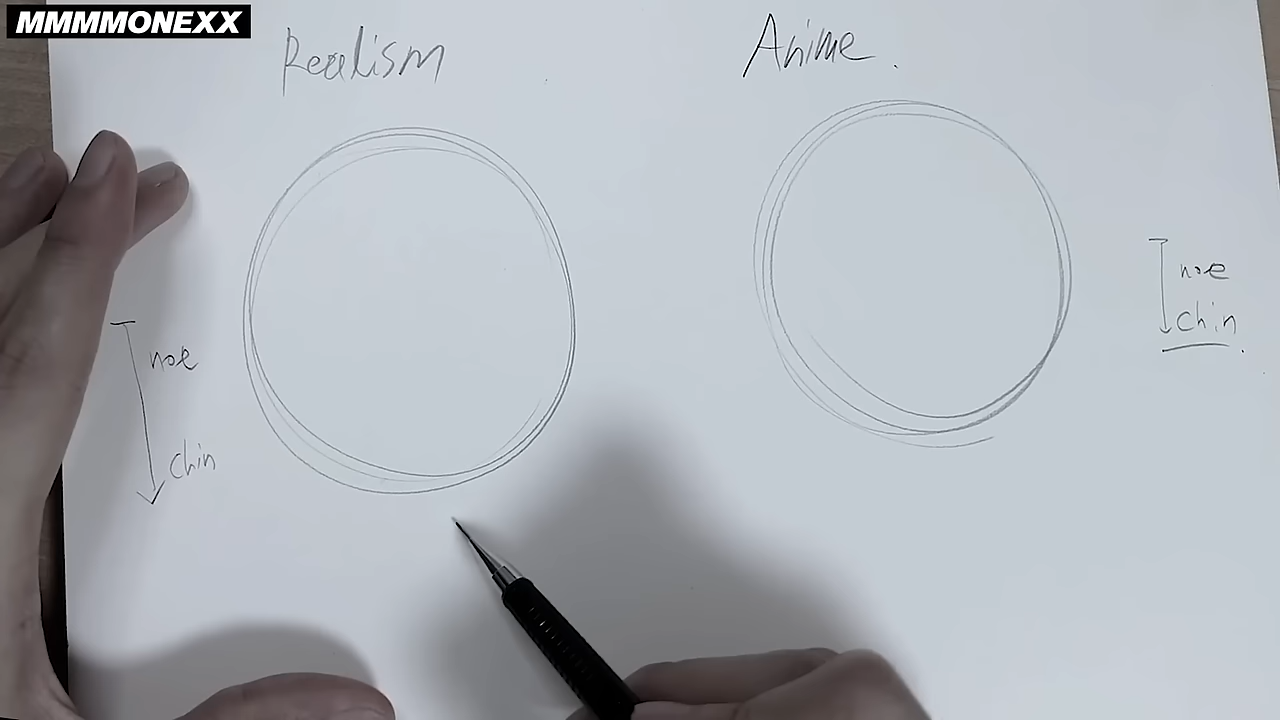 MMMMONEXX
Realism
Anime.
nose
chin
nose
chin.